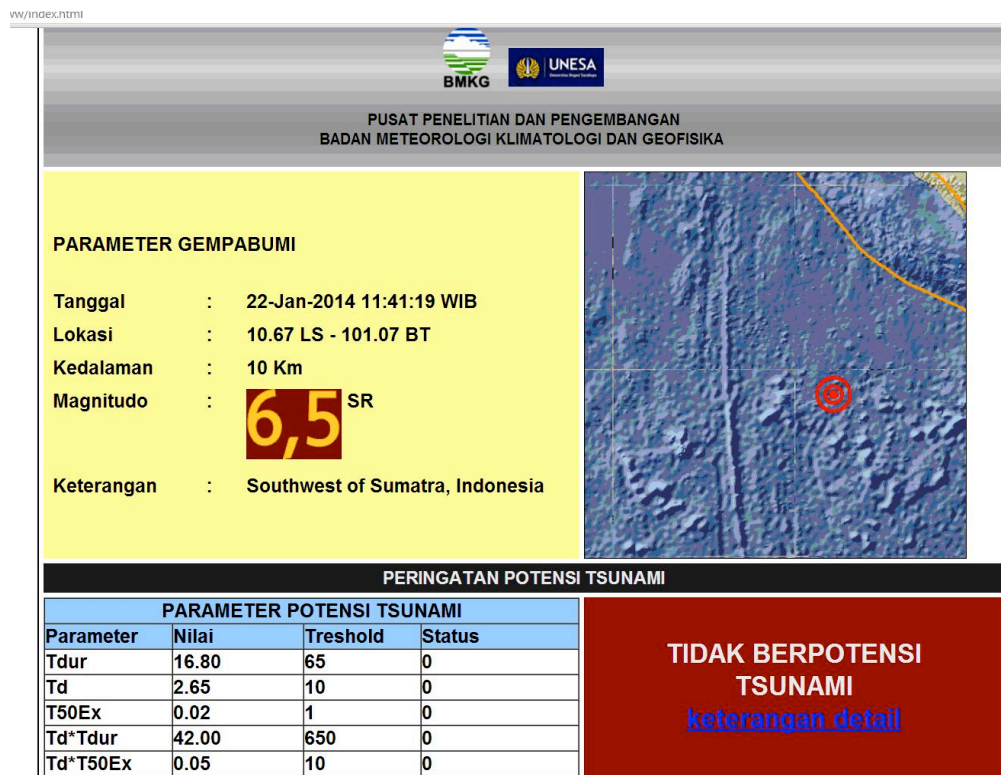 vw/index.html
BMKG
UNESA
PUSAT PENELITIAN DAN PENGEMBANGAN
BADAN METEOROLOGI KLIMATOLOGI DAN GEOFISIKA
PARAMETER GEMPABUMI
Tanggal : 22-Jan-2014 11:41:19 WIB
Lokasi : 10.67 LS - 101.07 BT
Kedalaman : 10 Km
Magnitudo : 6,5 SR
Keterangan : Southwest of Sumatra, Indonesia
PERINGATAN POTENSI TSUNAMI
PARAMETER POTENSI TSUNAMI
Parameter Nilai Treshold Status
Tdur 16.80 65 0
Td 2.65 10 0
T50Ex 0.02 1 0
Td*Tdur 42.00 650 0
Td*T50Ex 0.05 10 0
TIDAK BERPOTENSI
TSUNAMI
keterangan detail